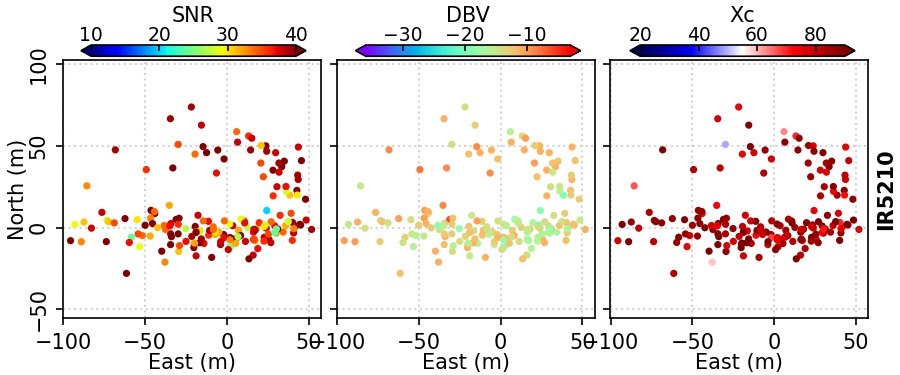 SNR DBV Xc
10 20 30 40 −30 −20 −10 20 40 60 80
100
50
0
−50
North (m)
IR5210
−100 −50 0 50 −100 −50 0 50 −100 −50 0 50
East (m) East (m) East (m)